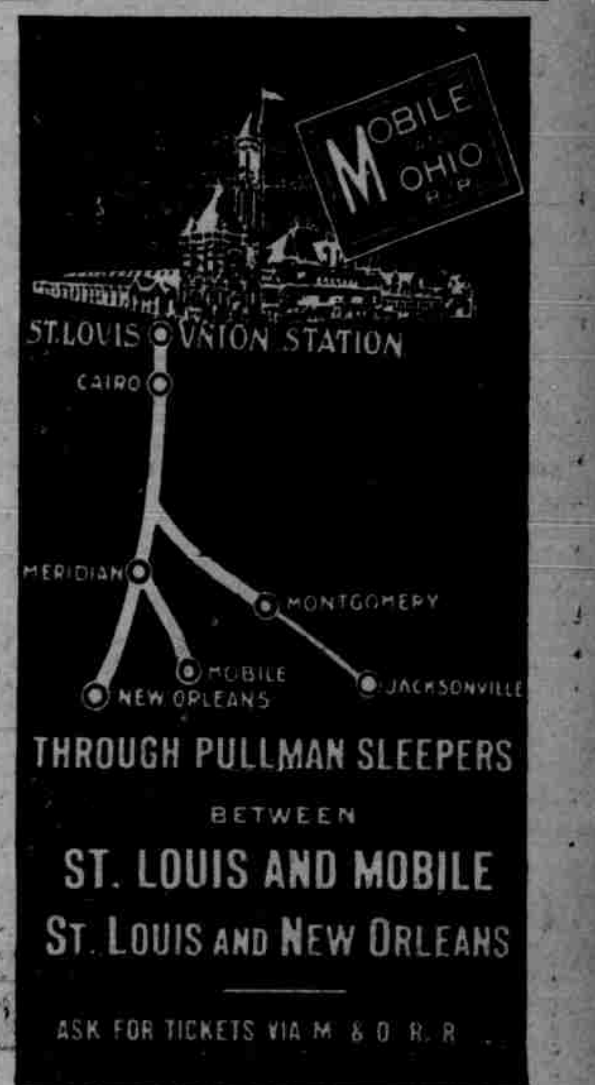 MOBILE
OHIO
R.R.
ST. LOUIS VNION STATION
CAIRO
MERIDIAN
MONTGOMERY
MOBILE
NEW ORLEANS
JACKSONVILLE
THROUGH PULLMAN SLEEPERS
BETWEEN
ST. LOUIS AND MOBILE
ST. LOUIS AND NEW ORLEANS
ASK FOR TICKETS VIA M & O R. R